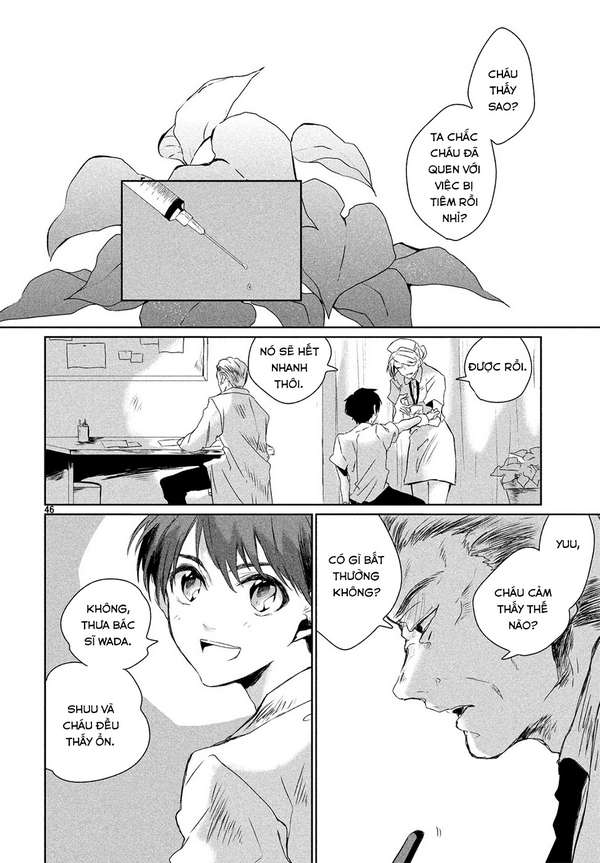 CHÁU
THẤY
SAO?
TA CHẮC
CHÁU ĐÃ
QUEN VỚI
VIỆC BỊ
TIÊM RỒI
NHỈ?
ĐƯỢC RỒI.
NÓ SẼ HẾT
NHANH
THÔI.
46
YUU,
CHÁU CẢM
THẤY THẾ
NÀO?
CÓ GÌ BẤT
THƯỜNG
KHÔNG?
KHÔNG,
THƯA BÁC
SĨ WADA.
SHUU VÀ
CHÁU ĐỀU
THẤY ỔN.